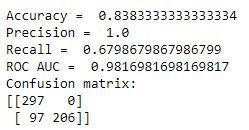 Accuracy =  0.8383333333333334
Precision =  1.0
Recall =  0.6798679867986799
ROC AUC =  0.9816981698169817
Confusion matrix:
[[297   0]
 [ 97 206]]